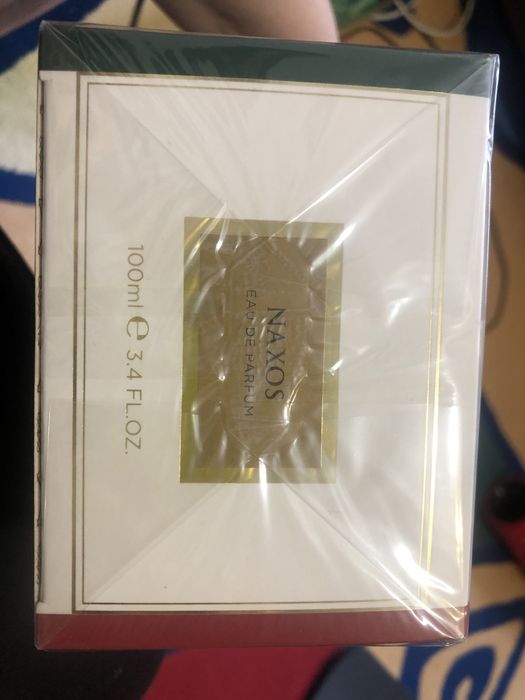 NAXOS
EAU DE PARFUM
100ml ℮ 3.4 FL.OZ.